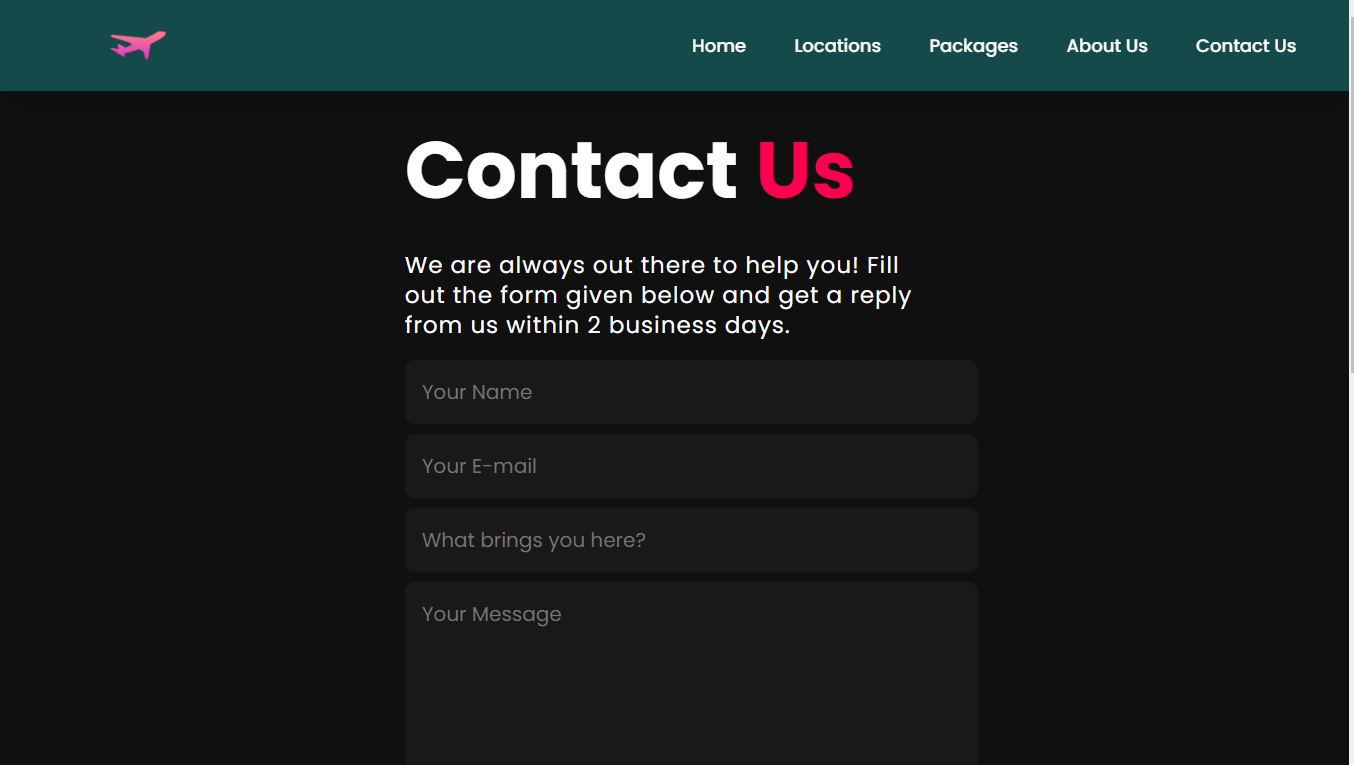 Home Locations Packages About Us Contact Us
Contact Us
We are always out there to help you! Fill
out the form given below and get a reply
from us within 2 business days.
Your Name
Your E-mail
What brings you here?
Your Message